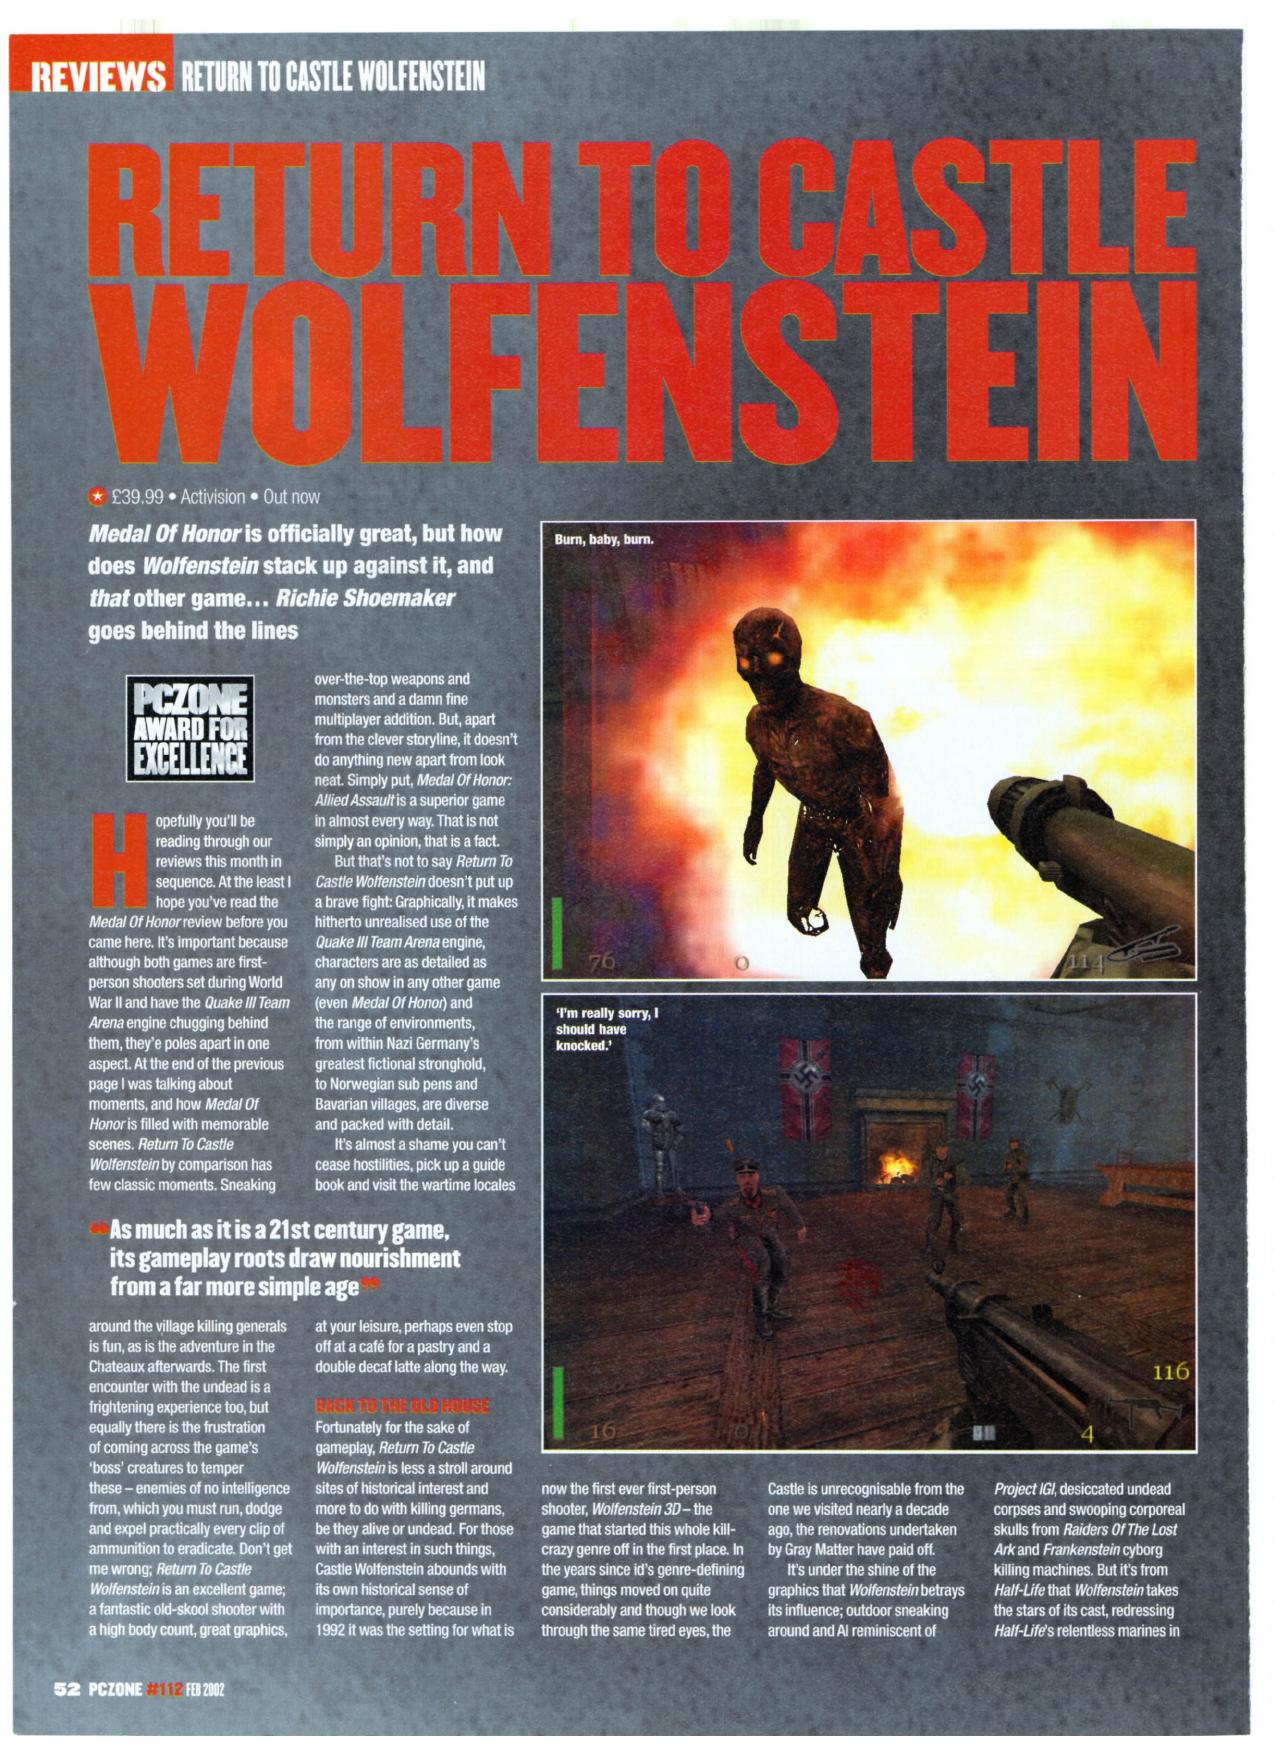 REVIEWS RETURN TO CASTLE WOLFENSTEIN
RETURN TO CASTLE
WOLFENSTEIN
£39.99 • Activision • Out now
Medal Of Honor is officially great, but how
does Wolfenstein stack up against it, and
that other game... Richie Shoemaker
goes behind the lines
PCZONE
AWARD FOR
EXCELLENCE
Hopefully you'll be
reading through our
reviews this month in
sequence. At the least I
hope you've read the
Medal Of Honor review before you
came here. It's important because
although both games are first-
person shooters set during World
War II and have the Quake III Team
Arena engine chugging behind
them, they'e poles apart in one
aspect. At the end of the previous
page I was talking about
moments, and how Medal Of
Honor is filled with memorable
scenes. Return To Castle
Wolfenstein by comparison has
few classic moments. Sneaking
“As much as it is a 21st century game,
its gameplay roots draw nourishment
from a far more simple age”
around the village killing generals
is fun, as is the adventure in the
Chateaux afterwards. The first
encounter with the undead is a
frightening experience too, but
equally there is the frustration
of coming across the game's
'boss' creatures to temper
these – enemies of no intelligence
from, which you must run, dodge
and expel practically every clip of
ammunition to eradicate. Don't get
me wrong; Return To Castle
Wolfenstein is an excellent game;
a fantastic old-skool shooter with
a high body count, great graphics,
over-the-top weapons and
monsters and a damn fine
multiplayer addition. But, apart
from the clever storyline, it doesn't
do anything new apart from look
neat. Simply put, Medal Of Honor:
Allied Assault is a superior game
in almost every way. That is not
simply an opinion, that is a fact.
But that's not to say Return To
Castle Wolfenstein doesn't put up
a brave fight: Graphically, it makes
hitherto unrealised use of the
Quake III Team Arena engine,
characters are as detailed as
any on show in any other game
(even Medal Of Honor) and
the range of environments,
from within Nazi Germany's
greatest fictional stronghold,
to Norwegian sub pens and
Bavarian villages, are diverse
and packed with detail.
It's almost a shame you can't
cease hostilities, pick up a guide
book and visit the wartime locales
at your leisure, perhaps even stop
off at a café for a pastry and a
double decaf latte along the way.
BACK TO THE OLD HOUSE
Fortunately for the sake of
gameplay, Return To Castle
Wolfenstein is less a stroll around
sites of historical interest and
more to do with killing germans,
be they alive or undead. For those
with an interest in such things,
Castle Wolfenstein abounds with
its own historical sense of
importance, purely because in
1992 it was the setting for what is
Burn, baby, burn.
76
0
114
'I'm really sorry, I
should have
knocked.'
116
16
0
4
now the first ever first-person
shooter, Wolfenstein 3D – the
game that started this whole kill-
crazy genre off in the first place. In
the years since id's genre-defining
game, things moved on quite
considerably and though we look
through the same tired eyes, the
Castle is unrecognisable from the
one we visited nearly a decade
ago, the renovations undertaken
by Gray Matter have paid off.
It's under the shine of the
graphics that Wolfenstein betrays
its influence; outdoor sneaking
around and AI reminiscent of
Project IGI, desiccated undead
corpses and swooping corporeal
skulls from Raiders Of The Lost
Ark and Frankenstein cyborg
killing machines. But it's from
Half-Life that Wolfenstein takes
the stars of its cast, redressing
Half-Life's relentless marines in
52 PCZONE #112 FEB 2002